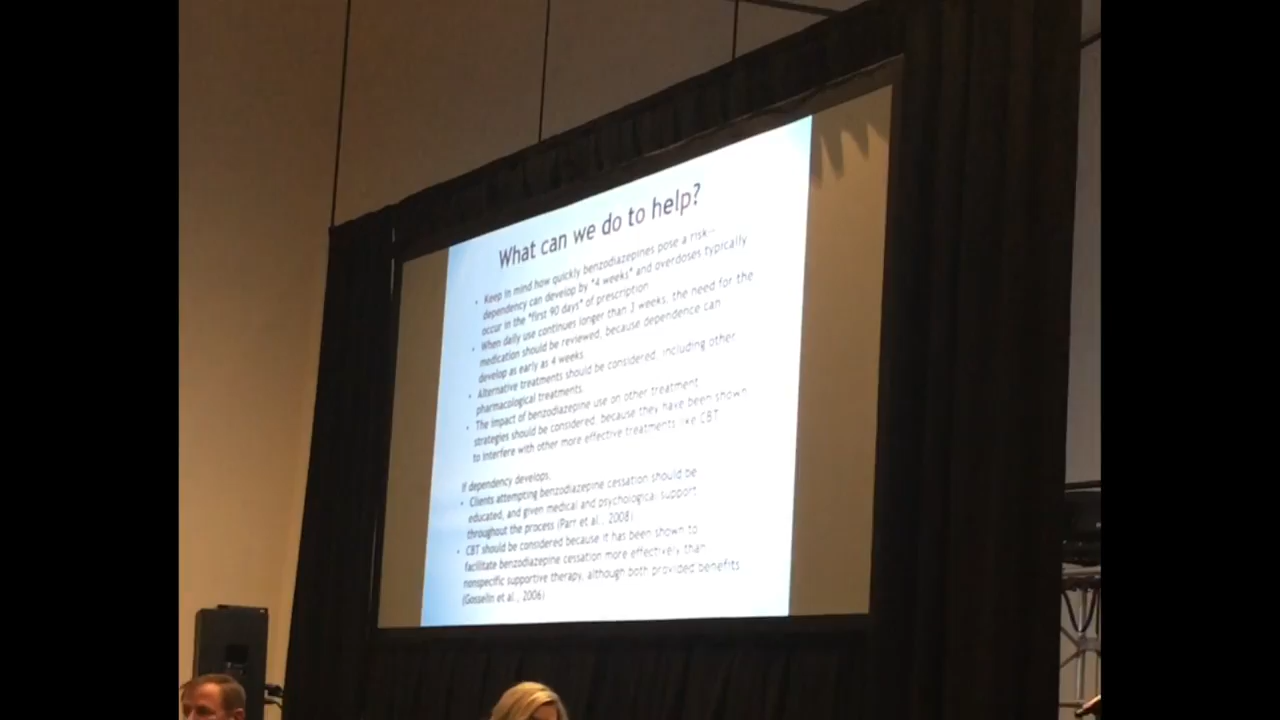 What can we do to help?
• Keep in mind how quickly benzodiazepines pose a risk--
dependency can develop by "4 weeks" and overdoses typically
occur in the "first 90 days" of prescription
• When daily use continues longer than 3 weeks, the need for the
medication should be reviewed, because dependence can
develop as early as 4 weeks
• Alternative treatments should be considered, including other
pharmacological treatments.
• The impact of benzodiazepine use on other treatment
strategies should be considered, because they have been shown
to interfere with other more effective treatments like CBT
If dependency develops,
• Clients attempting benzodiazepine cessation should be
educated, and given medical and psychological support
throughout the process (Parr et al., 2008)
• CBT should be considered because it has been shown to
facilitate benzodiazepine cessation more effectively than
nonspecific supportive therapy, although both provided benefits
(Gosselin et al., 2006)